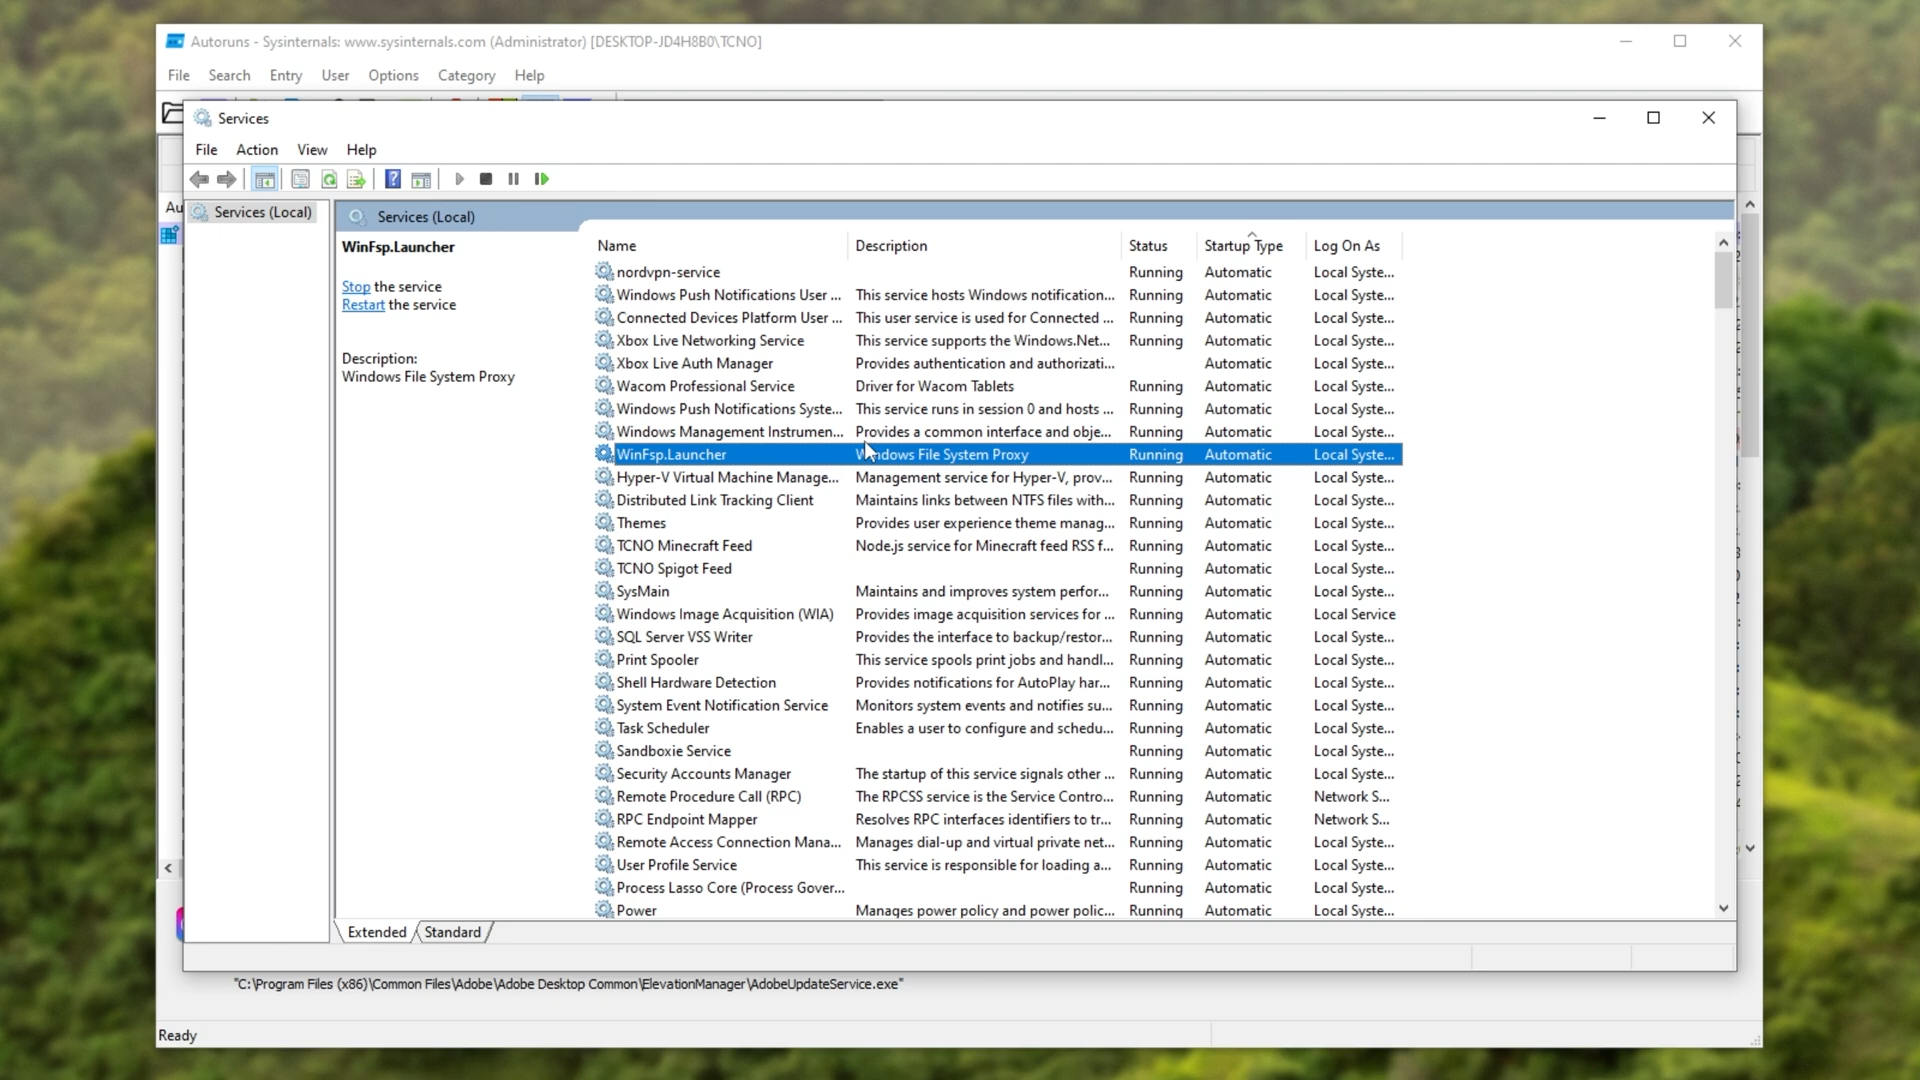 Autoruns - Sysinternals: www.sysinternals.com (Administrator) [DESKTOP-JD4H8B0\TCNO]
File Search Entry User Options Category Help
Services
File Action View Help
Au
Services (Local)
Services (Local)
WinFsp.Launcher
Stop the service
Restart the service
Description:
Windows File System Proxy
Name Description Status Startup Type Log On As
nordvpn-service Running Automatic Local Syste...
Windows Push Notifications User ... This service hosts Windows notification... Running Automatic Local Syste...
Connected Devices Platform User ... This user service is used for Connected ... Running Automatic Local Syste...
Xbox Live Networking Service This service supports the Windows.Net... Running Automatic Local Syste...
Xbox Live Auth Manager Provides authentication and authorizati... Automatic Local Syste...
Wacom Professional Service Driver for Wacom Tablets Running Automatic Local Syste...
Windows Push Notifications Syste... This service runs in session 0 and hosts ... Running Automatic Local Syste...
Windows Management Instrumen... Provides a common interface and obje... Running Automatic Local Syste...
WinFsp.Launcher Windows File System Proxy Running Automatic Local Syste...
Hyper-V Virtual Machine Manage... Management service for Hyper-V, prov... Running Automatic Local Syste...
Distributed Link Tracking Client Maintains links between NTFS files with... Running Automatic Local Syste...
Themes Provides user experience theme manag... Running Automatic Local Syste...
TCNO Minecraft Feed Node.js service for Minecraft feed RSS f... Running Automatic Local Syste...
TCNO Spigot Feed Running Automatic Local Syste...
SysMain Maintains and improves system perfor... Running Automatic Local Syste...
Windows Image Acquisition (WIA) Provides image acquisition services for ... Running Automatic Local Service
SQL Server VSS Writer Provides the interface to backup/restor... Running Automatic Local Syste...
Print Spooler This service spools print jobs and handl... Running Automatic Local Syste...
Shell Hardware Detection Provides notifications for AutoPlay har... Running Automatic Local Syste...
System Event Notification Service Monitors system events and notifies su... Running Automatic Local Syste...
Task Scheduler Enables a user to configure and schedu... Running Automatic Local Syste...
Sandboxie Service Running Automatic Local Syste...
Security Accounts Manager The startup of this service signals other ... Running Automatic Local Syste...
Remote Procedure Call (RPC) The RPCSS service is the Service Contro... Running Automatic Network S...
RPC Endpoint Mapper Resolves RPC interfaces identifiers to tr... Running Automatic Network S...
Remote Access Connection Mana... Manages dial-up and virtual private net... Running Automatic Local Syste...
User Profile Service This service is responsible for loading a... Running Automatic Local Syste...
Process Lasso Core (Process Gover... Running Automatic Local Syste...
Power Manages power policy and power polic... Running Automatic Local Syste...
Extended Standard
"C:\Program Files (x86)\Common Files\Adobe\Adobe Desktop Common\ElevationManager\AdobeUpdateService.exe"
Ready